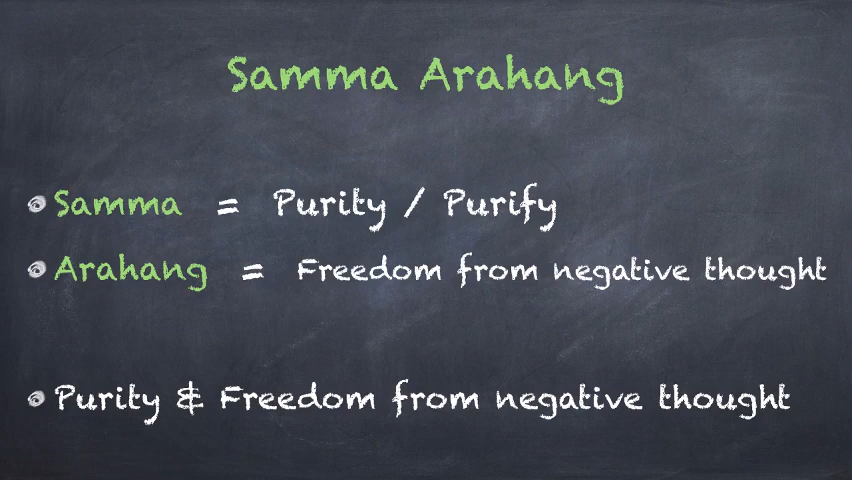 Samma Arahang
Samma = Purity / Purify
Arahang = Freedom from negative thought
Purity & Freedom from negative thought